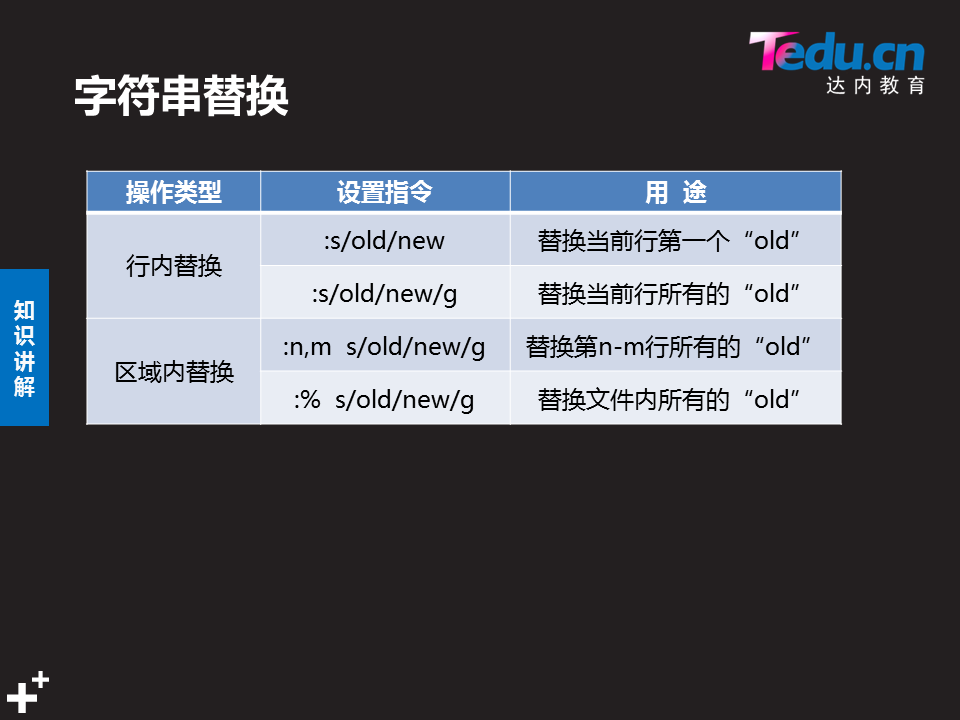 Tedu.cn
达内教育
字符串替换
操作类型 设置指令 用 途
行内替换 :s/old/new 替换当前行第一个“old”
:s/old/new/g 替换当前行所有的“old”
区域内替换 :n,m s/old/new/g 替换第n-m行所有的“old”
:% s/old/new/g 替换文件内所有的“old”
知识讲解